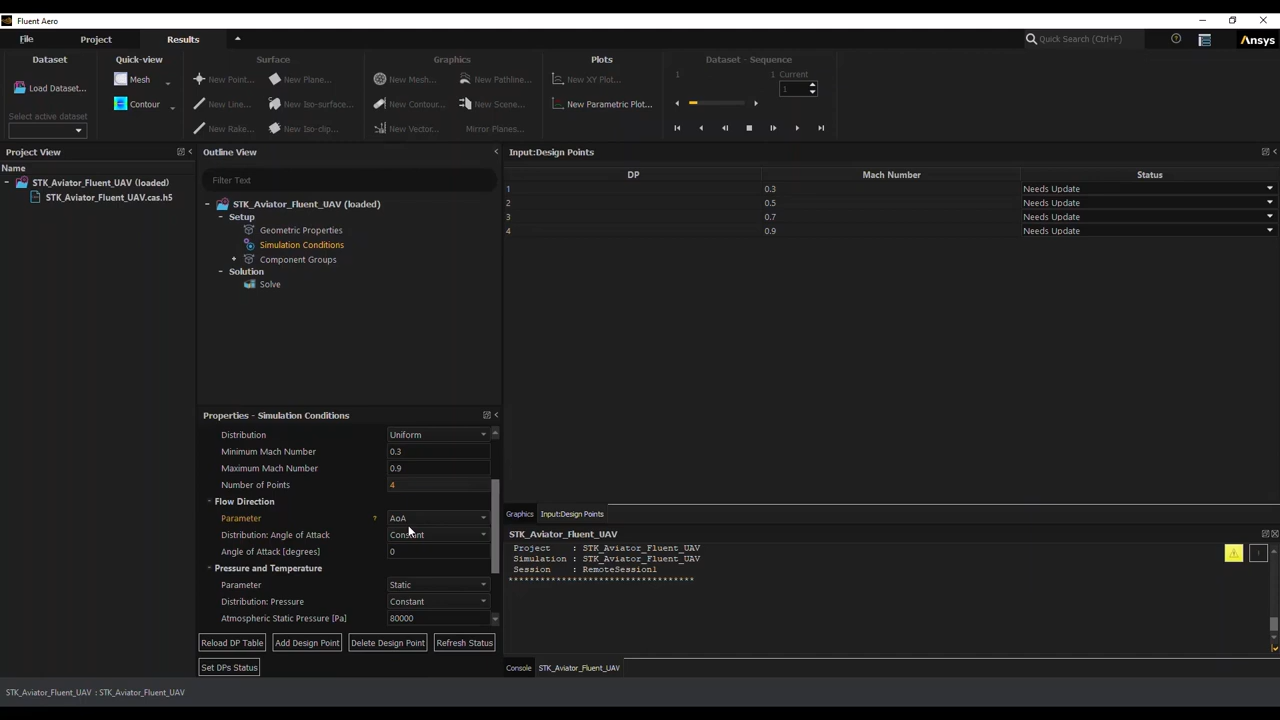 Fluent Aero
File Project Results
Quick Search (Ctrl+F)
Ansys
Dataset Quick-view Surface Graphics Plots Dataset - Sequence
Load Dataset...
Select active dataset
Mesh
Contour
New Point... New Plane...
New Line... New Iso-surface...
New Rake... New Iso-clip...
New Mesh... New Pathline...
New Contour... New Scene...
New Vector... Mirror Planes...
New XY Plot...
New Parametric Plot...
1 1 Current
1
Project View
Name
STK_Aviator_Fluent_UAV (loaded)
STK_Aviator_Fluent_UAV.cas.h5
Outline View
Filter Text
STK_Aviator_Fluent_UAV (loaded)
Setup
Geometric Properties
Simulation Conditions
Component Groups
Solution
Solve
Properties - Simulation Conditions
Distribution Uniform
Minimum Mach Number 0.3
Maximum Mach Number 0.9
Number of Points 4
Flow Direction
Parameter ? AoA
Distribution: Angle of Attack Constant
Angle of Attack [degrees] 0
Pressure and Temperature
Parameter Static
Distribution: Pressure Constant
Atmospheric Static Pressure [Pa] 80000
Reload DP Table Add Design Point Delete Design Point Refresh Status
Set DPs Status
Input:Design Points
DP Mach Number Status
1 0.3 Needs Update
2 0.5 Needs Update
3 0.7 Needs Update
4 0.9 Needs Update
Graphics Input:Design Points
STK_Aviator_Fluent_UAV
Project : STK_Aviator_Fluent_UAV
Simulation : STK_Aviator_Fluent_UAV
Session : RemoteSession1
**********************************
Console STK_Aviator_Fluent_UAV
STK_Aviator_Fluent_UAV : STK_Aviator_Fluent_UAV